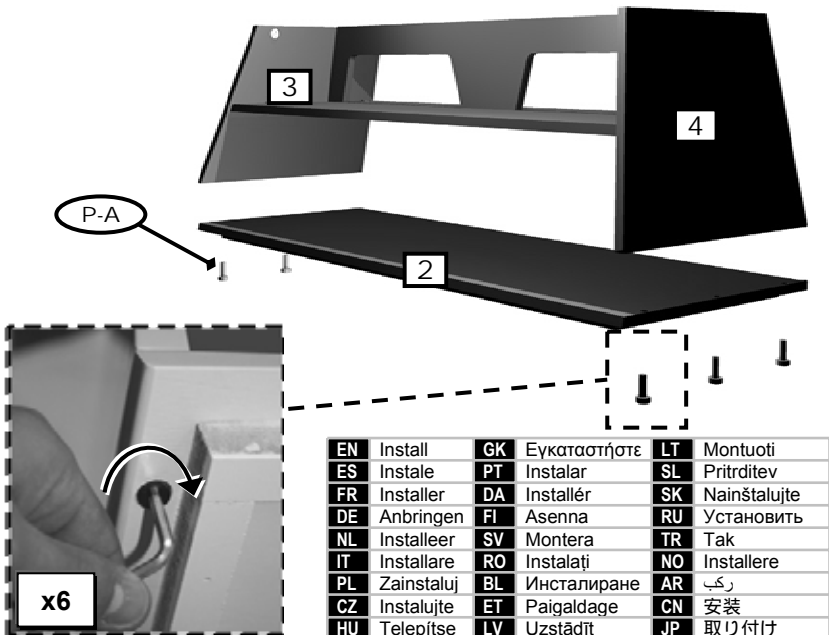 3
4
P-A
2
x6
EN Install GK Εγκαταστήστε LT Montuoti
ES Instale PT Instalar SL Pritrditev
FR Installer DA Installér SK Nainštalujte
DE Anbringen FI Asenna RU Установить
NL Installeer SV Montera TR Tak
IT Installare RO Instalați NO Installere
PL Zainstaluj BL Инсталиране AR ركب
CZ Instalujte ET Paigaldage CN 安装
HU Telepítse LV Uzstādīt JP 取り付け